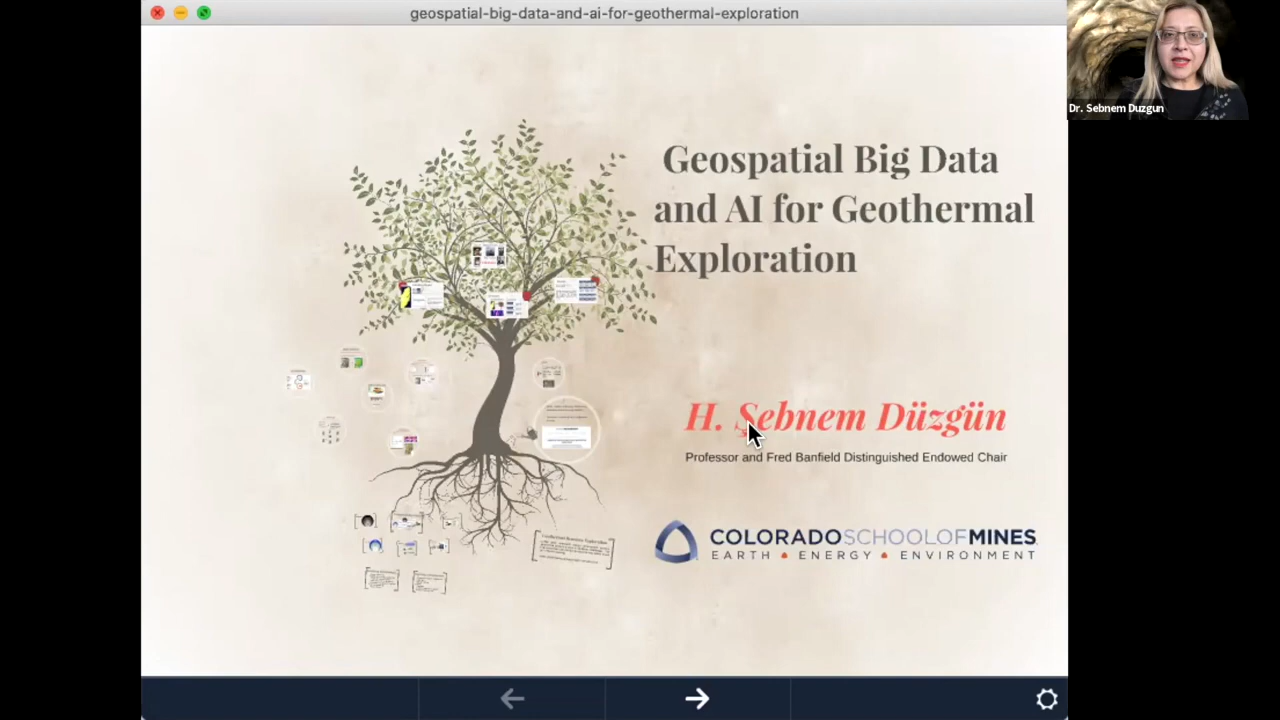 geospatial-big-data-and-ai-for-geothermal-exploration
Dr. Sebnem Duzgun
Geospatial Big Data
and AI for Geothermal
Exploration
H. Şebnem Düzgün
Professor and Fred Banfield Distinguished Endowed Chair
COLORADOSCHOOLOFMINES
EARTH • ENERGY • ENVIRONMENT